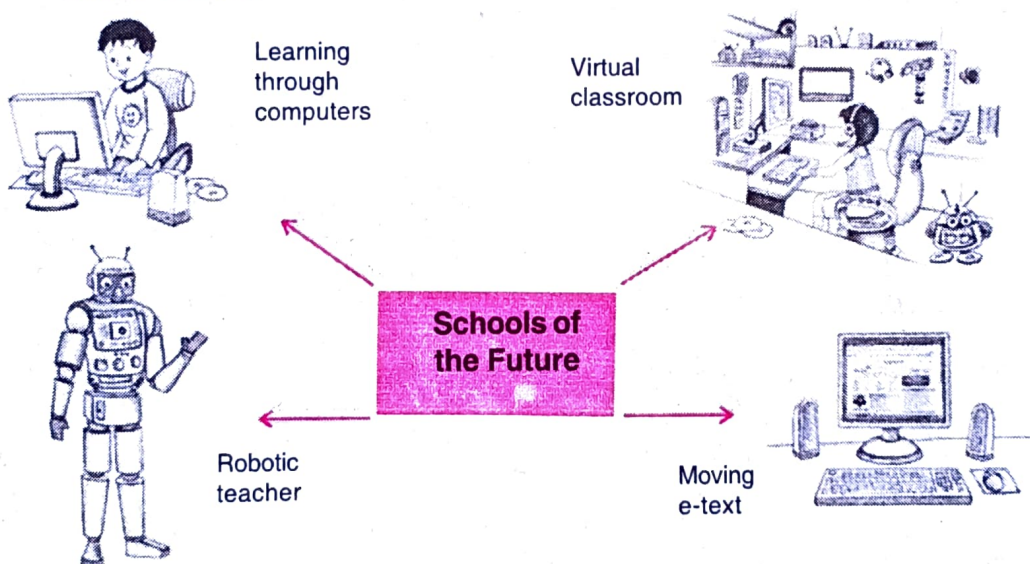 Learning
through
computers
Virtual
classroom
Schools of
the Future
Robotic
teacher
Moving
e-text